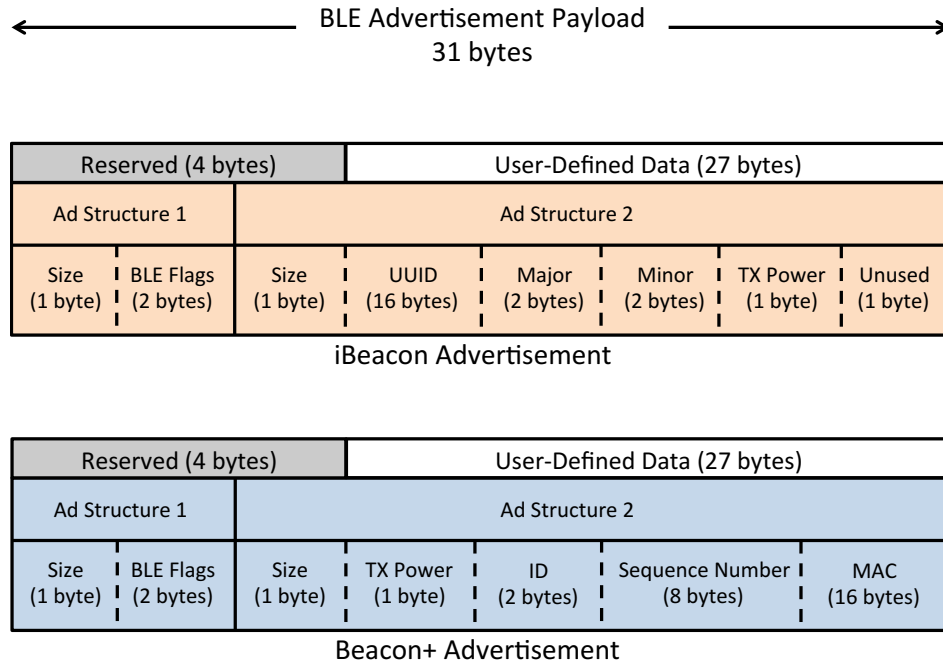 BLE Advertisement Payload
31 bytes
Reserved (4 bytes)
User-Defined Data (27 bytes)
Ad Structure 1
Ad Structure 2
Size
(1 byte)
BLE Flags
(2 bytes)
Size
(1 byte)
UUID
(16 bytes)
Major
(2 bytes)
Minor
(2 bytes)
TX Power
(1 byte)
Unused
(1 byte)
iBeacon Advertisement
Reserved (4 bytes)
User-Defined Data (27 bytes)
Ad Structure 1
Ad Structure 2
Size
(1 byte)
BLE Flags
(2 bytes)
Size
(1 byte)
TX Power
(1 byte)
ID
(2 bytes)
Sequence Number
(8 bytes)
MAC
(16 bytes)
Beacon+ Advertisement